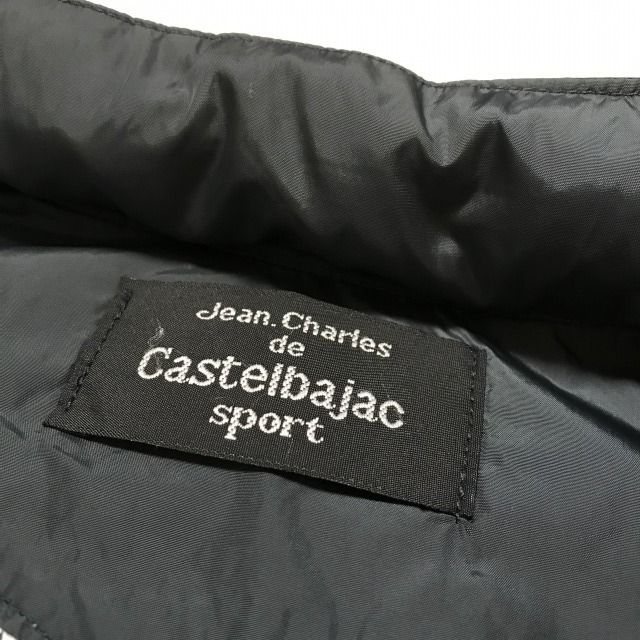 Jean.Charles
de
Castelbajac
sport